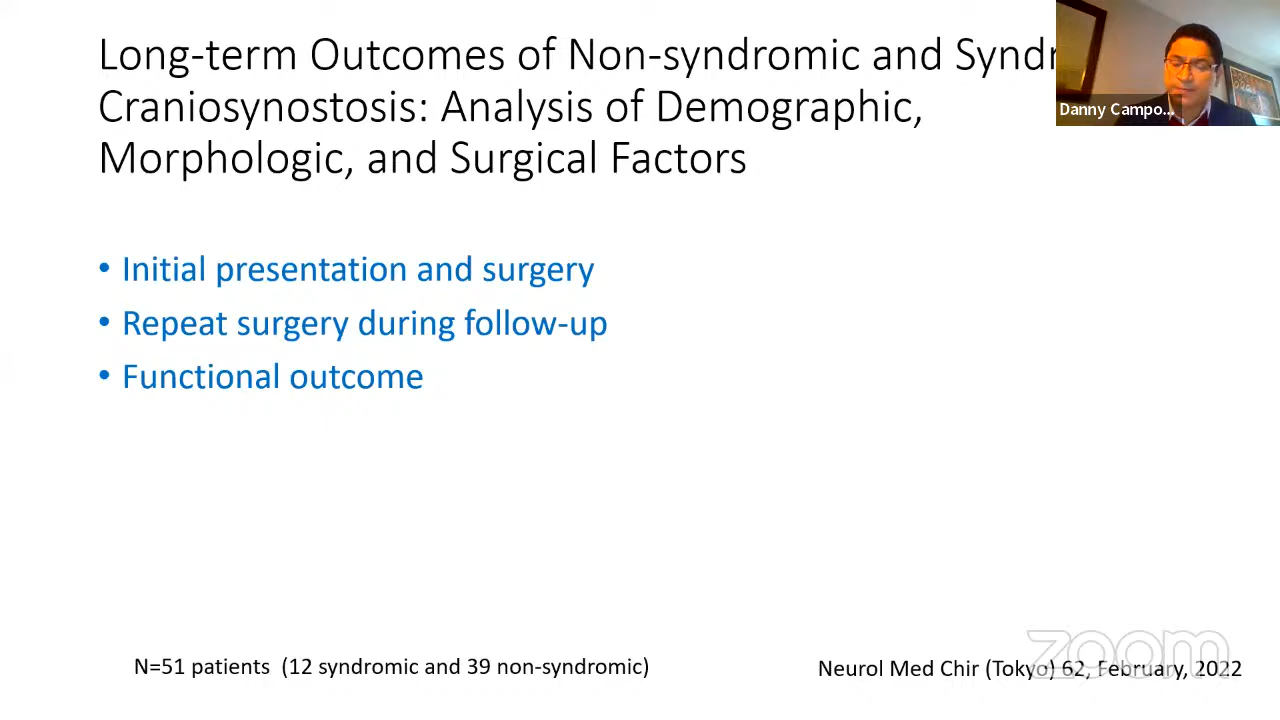 Long-term Outcomes of Non-syndromic and Synd
Craniosynostosis: Analysis of Demographic,
Morphologic, and Surgical Factors
Danny Campo...
• Initial presentation and surgery
• Repeat surgery during follow-up
• Functional outcome
N=51 patients (12 syndromic and 39 non-syndromic)
Neurol Med Chir (Tokyo) 62, February, 2022
zoom